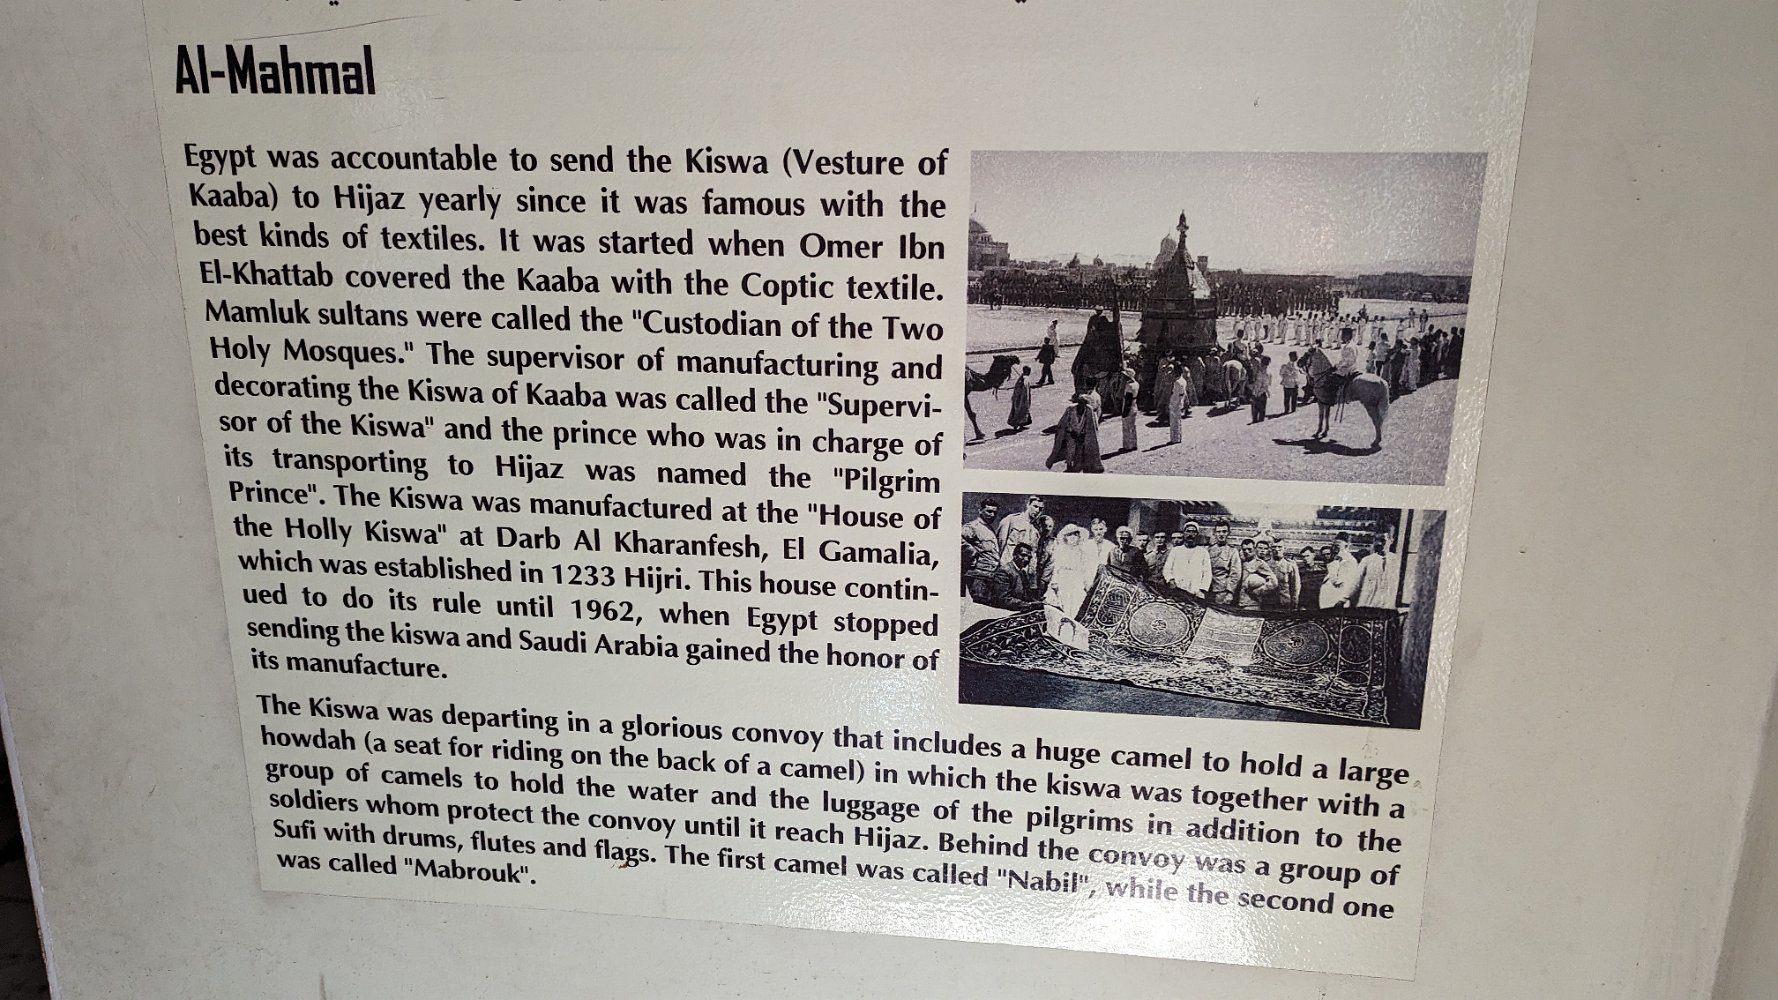 Al-Mahmal
Egypt was accountable to send the Kiswa (Vesture of
Kaaba) to Hijaz yearly since it was famous with the
best kinds of textiles. It was started when Omer Ibn
El-Khattab covered the Kaaba with the Coptic textile.
Mamluk sultans were called the "Custodian of the Two
Holy Mosques." The supervisor of manufacturing and
decorating the Kiswa of Kaaba was called the "Supervi-
sor of the Kiswa" and the prince who was in charge of
its transporting to Hijaz was named the "Pilgrim
Prince". The Kiswa was manufactured at the "House of
the Holly Kiswa" at Darb Al Kharanfesh, El Gamalia,
which was established in 1233 Hijri. This house contin-
ued to do its rule until 1962, when Egypt stopped
sending the kiswa and Saudi Arabia gained the honor of
its manufacture.
The Kiswa was departing in a glorious convoy that includes a huge camel to hold a large
howdah (a seat for riding on the back of a camel) in which the kiswa was together with a
group of camels to hold the water and the luggage of the pilgrims in addition to the
soldiers whom protect the convoy until it reach Hijaz. Behind the convoy was a group of
Sufi with drums, flutes and flags. The first camel was called "Nabil", while the second one
was called "Mabrouk".